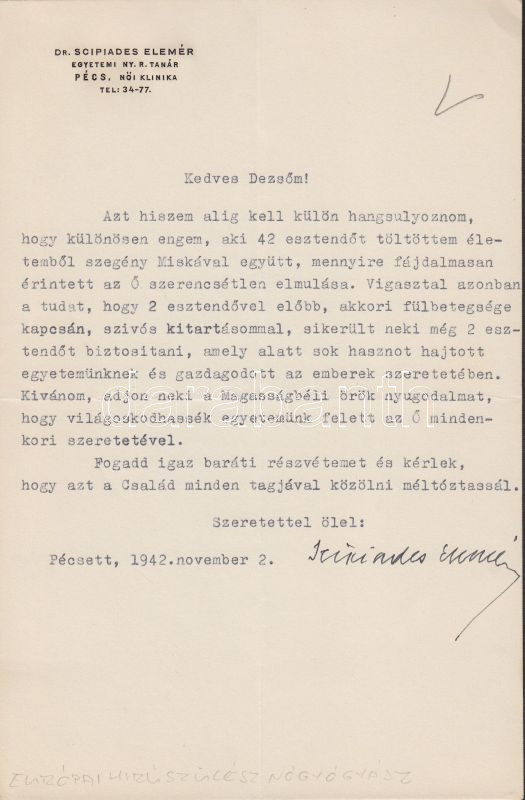 DR. SCIPIADES ELEMÉR
EGYETEMI NY. R. TANÁR
PÉCS, NŐI KLINIKA
TEL: 34-77.
Kedves Dezsőm!
Azt hiszem alig kell külön hangsulyoznom,
hogy különösen engem, aki 42 esztendőt töltöttem éle-
temből szegény Miskával együtt, mennyire fájdalmasan
érintett az Ő szerencsétlen elmulása. Vigasztal azonban
a tudat, hogy 2 esztendővel előbb, akkori fülbetegsége
kapcsán, szivós kitartásommal, sikerült neki még 2 esz-
tendőt biztositani, amely alatt sok hasznot hajtott
egyetemünknek és gazdagodott az emberek szeretetében.
Kivánom, adjon neki a Magasságbéli örök nyugodalmat,
hogy világoskodhassék egyetemünk felett az Ő minden-
kori szeretetével.
Fogadd igaz baráti részvétemet és kérlek,
hogy azt a Család minden tagjával közölni méltóztassál.
Szeretettel ölel:
Pécsett, 1942.november 2.
Scipiades Elemér
EURÓPAI HIRÜ SZÜLÉSZ NŐGYÓGYÁSZ
darabanth